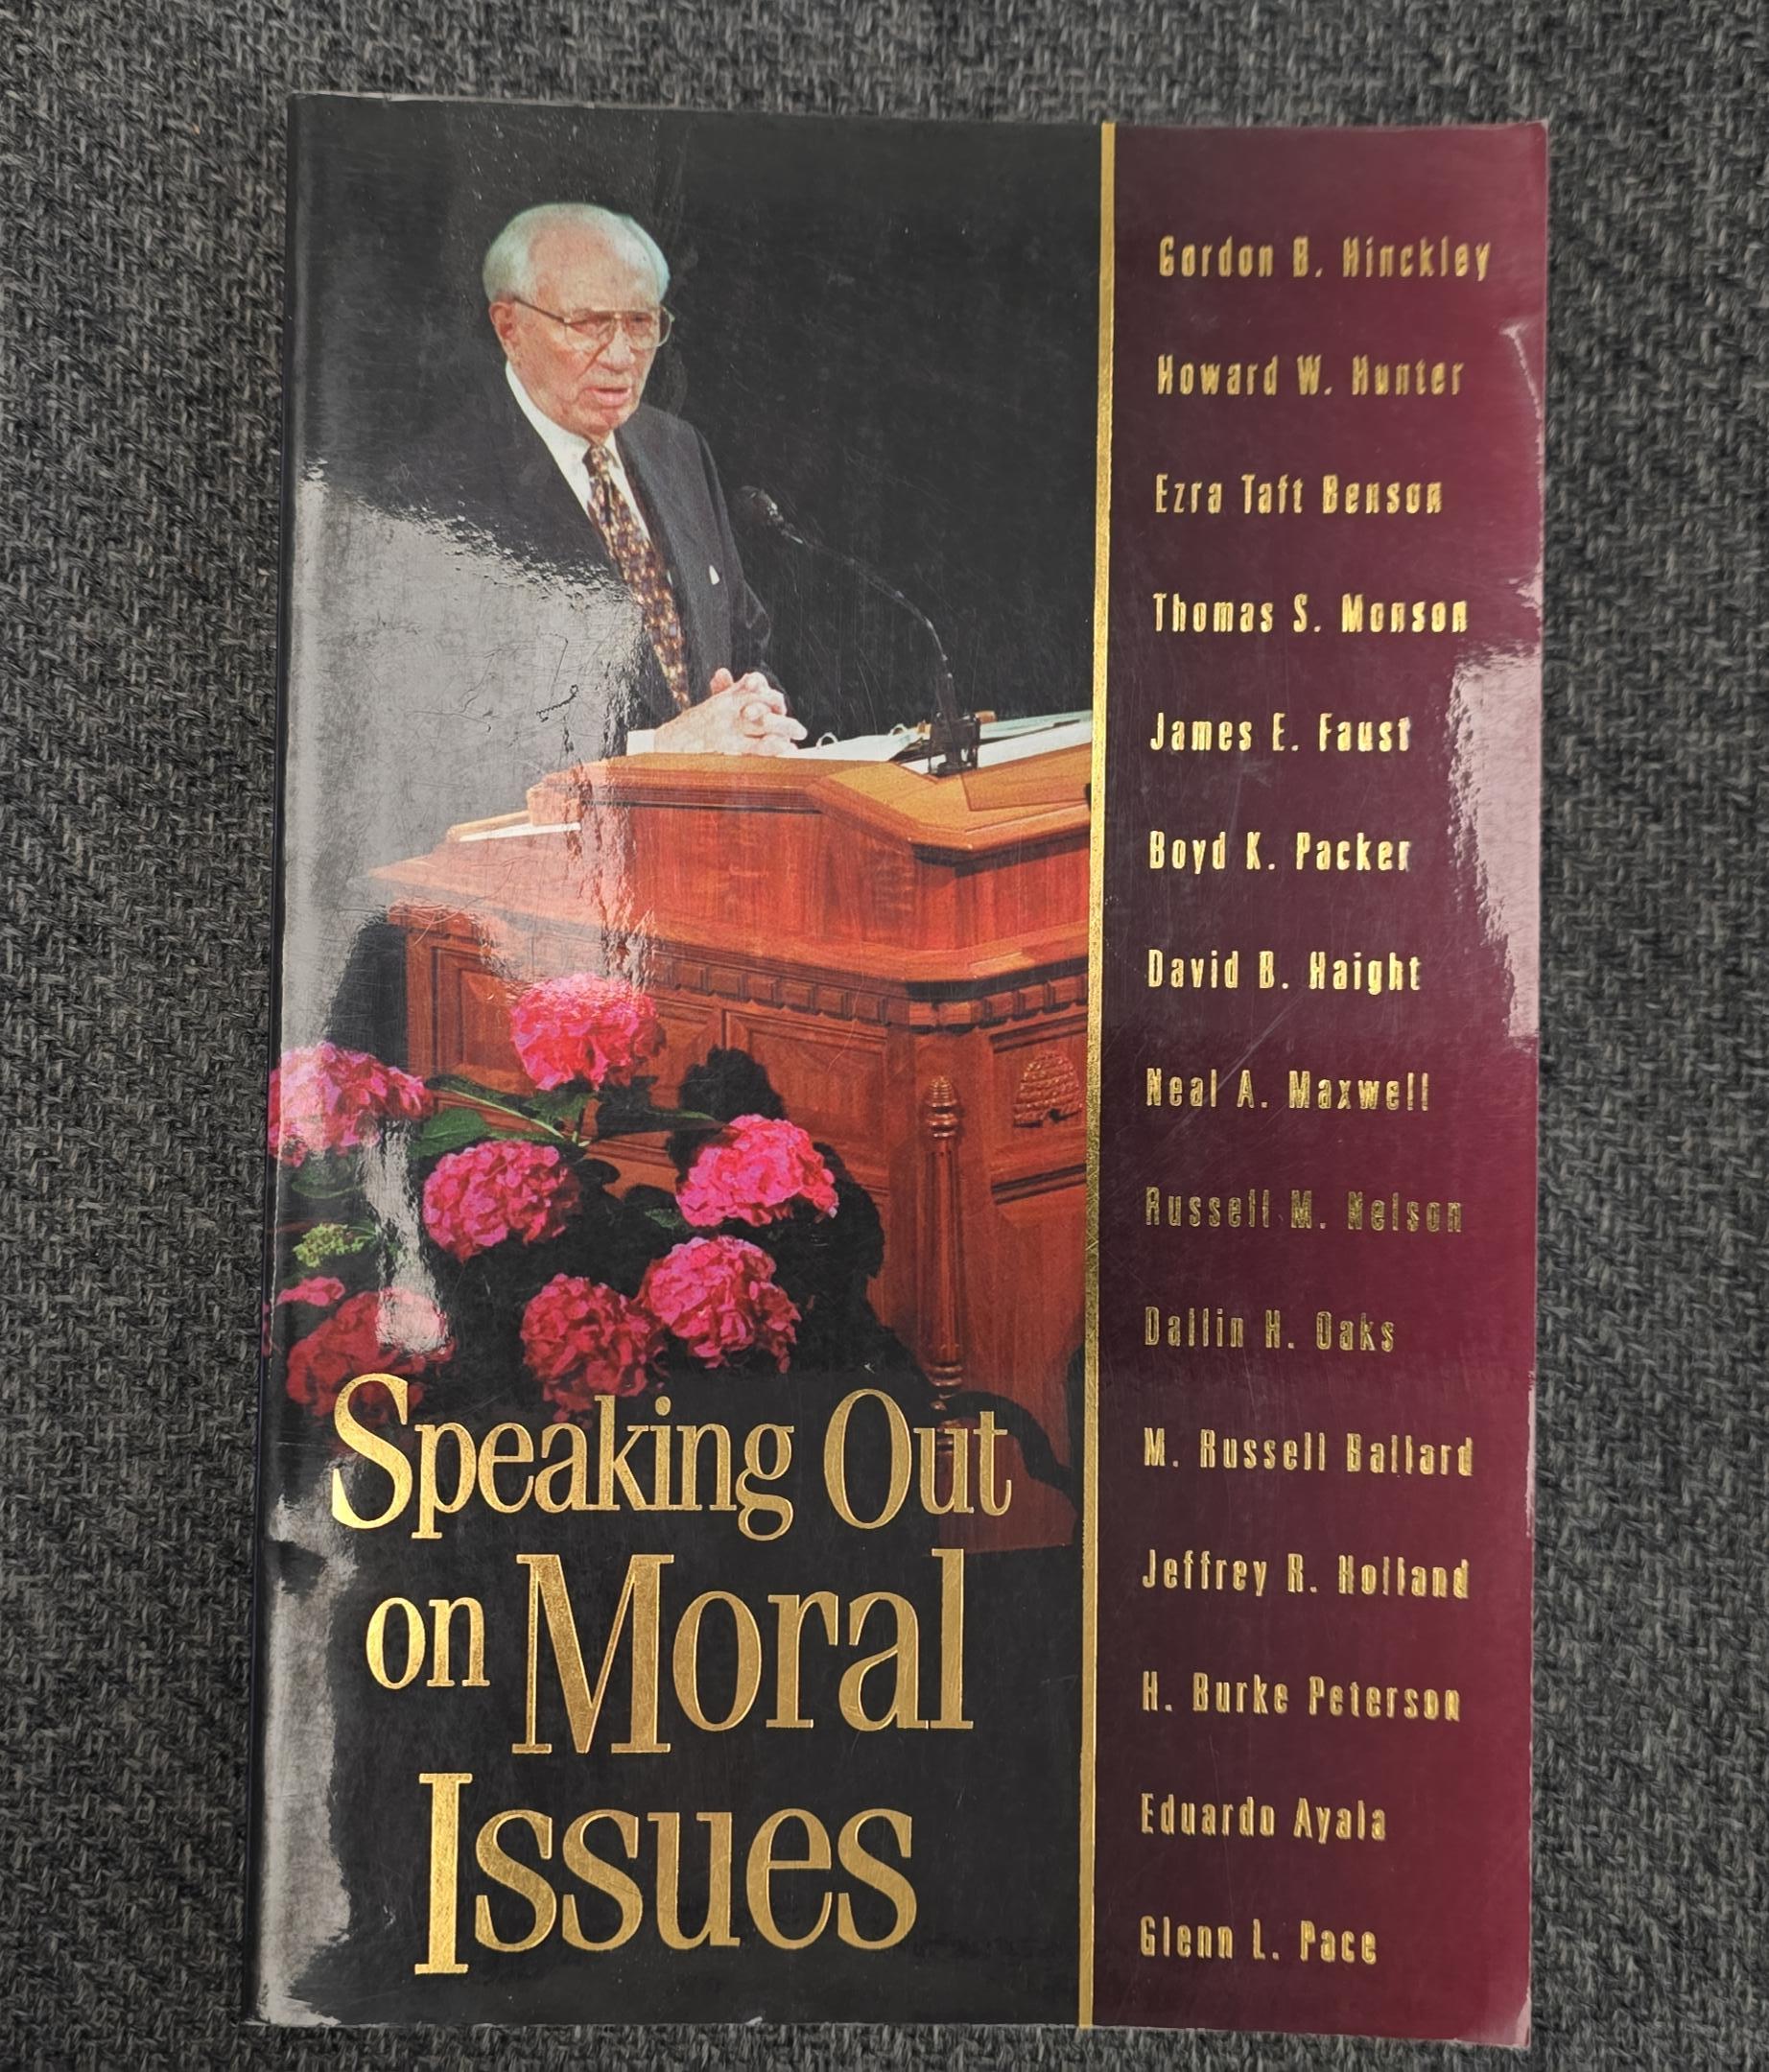 Gordon B. Hinckley
Howard W. Hunter
Ezra Taft Benson
Thomas S. Monson
James E. Faust
Boyd K. Packer
David B. Haight
Neal A. Maxwell
Russell M. Nelson
Dallin H. Oaks
M. Russell Ballard
Jeffrey R. Holland
H. Burke Peterson
Eduardo Ayala
Glenn L. Pace
Speaking Out
on Moral
Issues